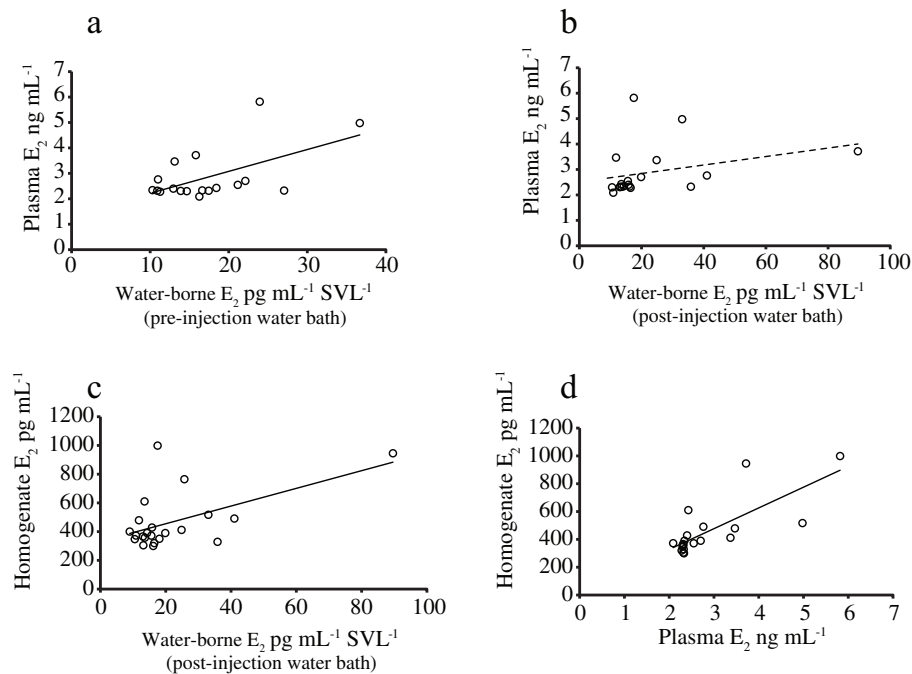 a
Plasma E₂ ng mL⁻¹
7
6
5
4
3
2
1
0
0 10 20 30 40
Water-borne E₂ pg mL⁻¹ SVL⁻¹
(pre-injection water bath)
b
Plasma E₂ ng mL⁻¹
7
6
5
4
3
2
1
0
0 20 40 60 80 100
Water-borne E₂ pg mL⁻¹ SVL⁻¹
(post-injection water bath)
c
Homogenate E₂ pg mL⁻¹
1200
1000
800
600
400
200
0
0 20 40 60 80 100
Water-borne E₂ pg mL⁻¹ SVL⁻¹
(post-injection water bath)
d
Homogenate E₂ pg mL⁻¹
1200
1000
800
600
400
200
0
0 1 2 3 4 5 6 7
Plasma E₂ ng mL⁻¹